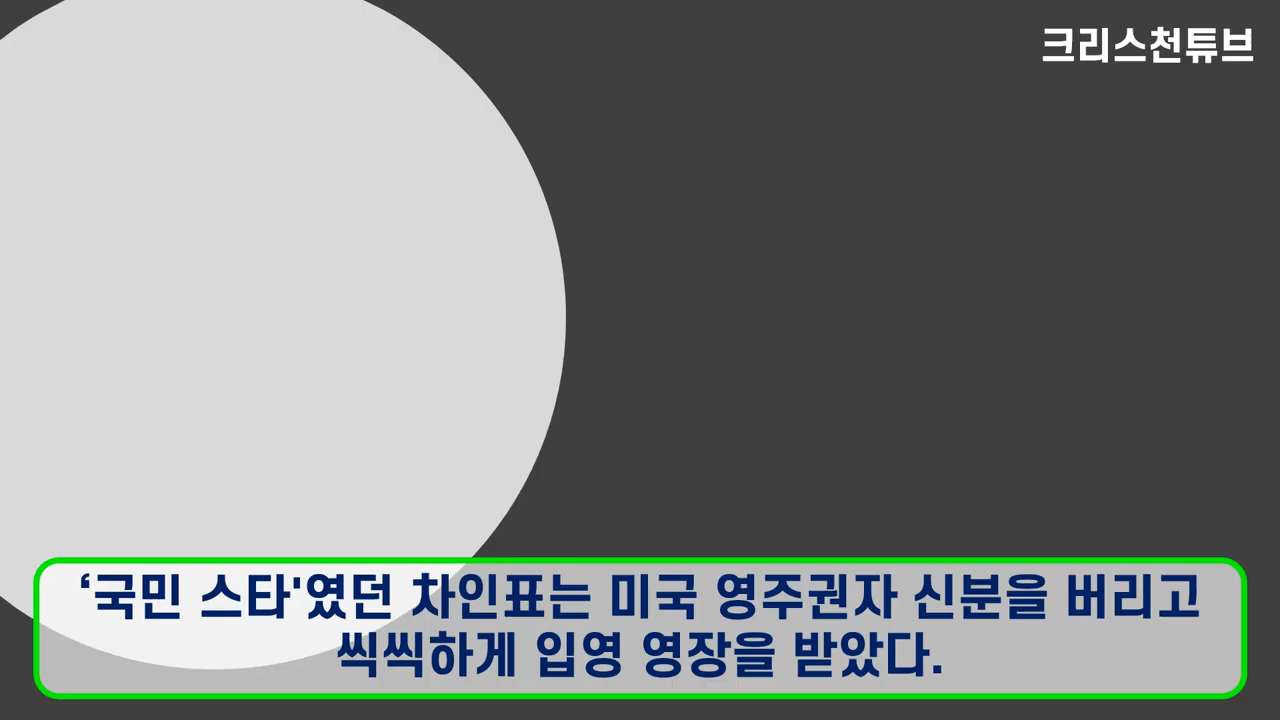 크리스천튜브
‘국민 스타'였던 차인표는 미국 영주권자 신분을 버리고
씩씩하게 입영 영장을 받았다.